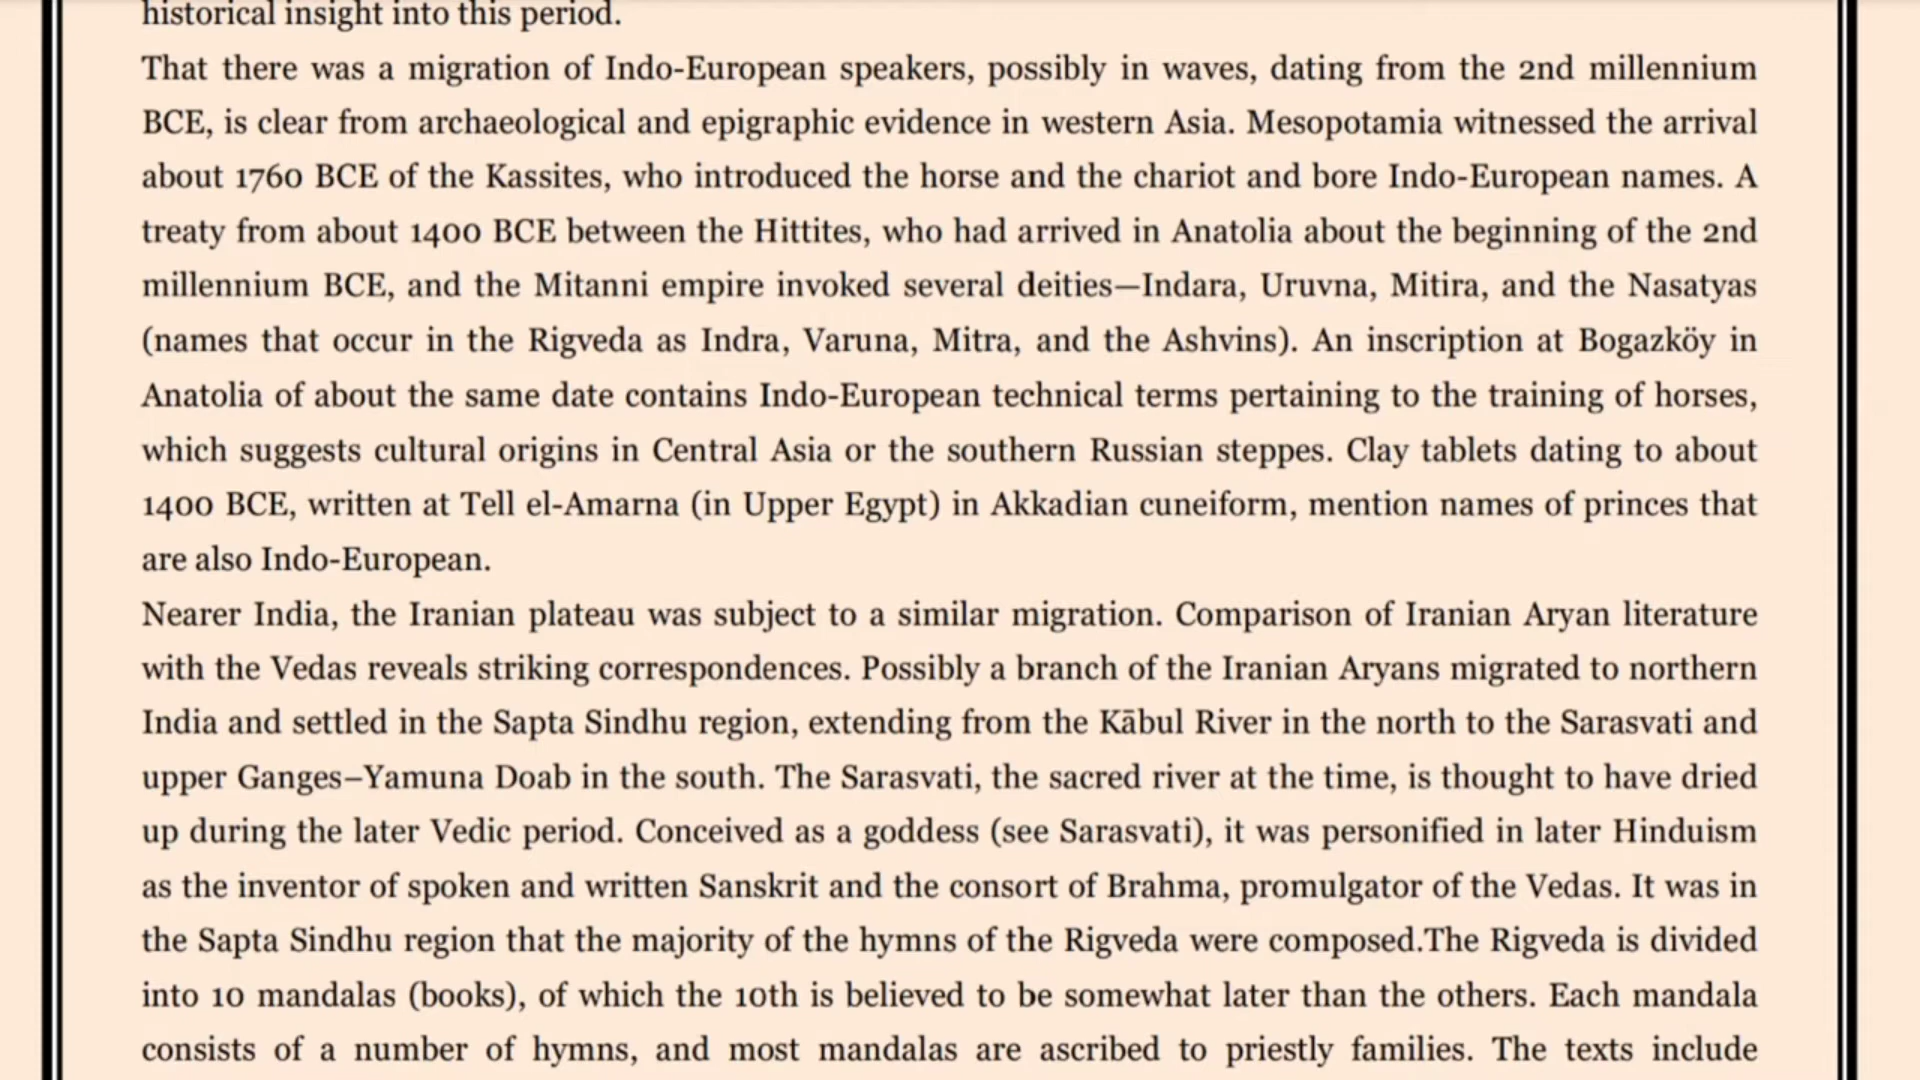 historical insight into this period.
That there was a migration of Indo-European speakers, possibly in waves, dating from the 2nd millennium
BCE, is clear from archaeological and epigraphic evidence in western Asia. Mesopotamia witnessed the arrival
about 1760 BCE of the Kassites, who introduced the horse and the chariot and bore Indo-European names. A
treaty from about 1400 BCE between the Hittites, who had arrived in Anatolia about the beginning of the 2nd
millennium BCE, and the Mitanni empire invoked several deities—Indara, Uruvna, Mitira, and the Nasatyas
(names that occur in the Rigveda as Indra, Varuna, Mitra, and the Ashvins). An inscription at Bogazköy in
Anatolia of about the same date contains Indo-European technical terms pertaining to the training of horses,
which suggests cultural origins in Central Asia or the southern Russian steppes. Clay tablets dating to about
1400 BCE, written at Tell el-Amarna (in Upper Egypt) in Akkadian cuneiform, mention names of princes that
are also Indo-European.
Nearer India, the Iranian plateau was subject to a similar migration. Comparison of Iranian Aryan literature
with the Vedas reveals striking correspondences. Possibly a branch of the Iranian Aryans migrated to northern
India and settled in the Sapta Sindhu region, extending from the Kābul River in the north to the Sarasvati and
upper Ganges–Yamuna Doab in the south. The Sarasvati, the sacred river at the time, is thought to have dried
up during the later Vedic period. Conceived as a goddess (see Sarasvati), it was personified in later Hinduism
as the inventor of spoken and written Sanskrit and the consort of Brahma, promulgator of the Vedas. It was in
the Sapta Sindhu region that the majority of the hymns of the Rigveda were composed.The Rigveda is divided
into 10 mandalas (books), of which the 10th is believed to be somewhat later than the others. Each mandala
consists of a number of hymns, and most mandalas are ascribed to priestly families. The texts include